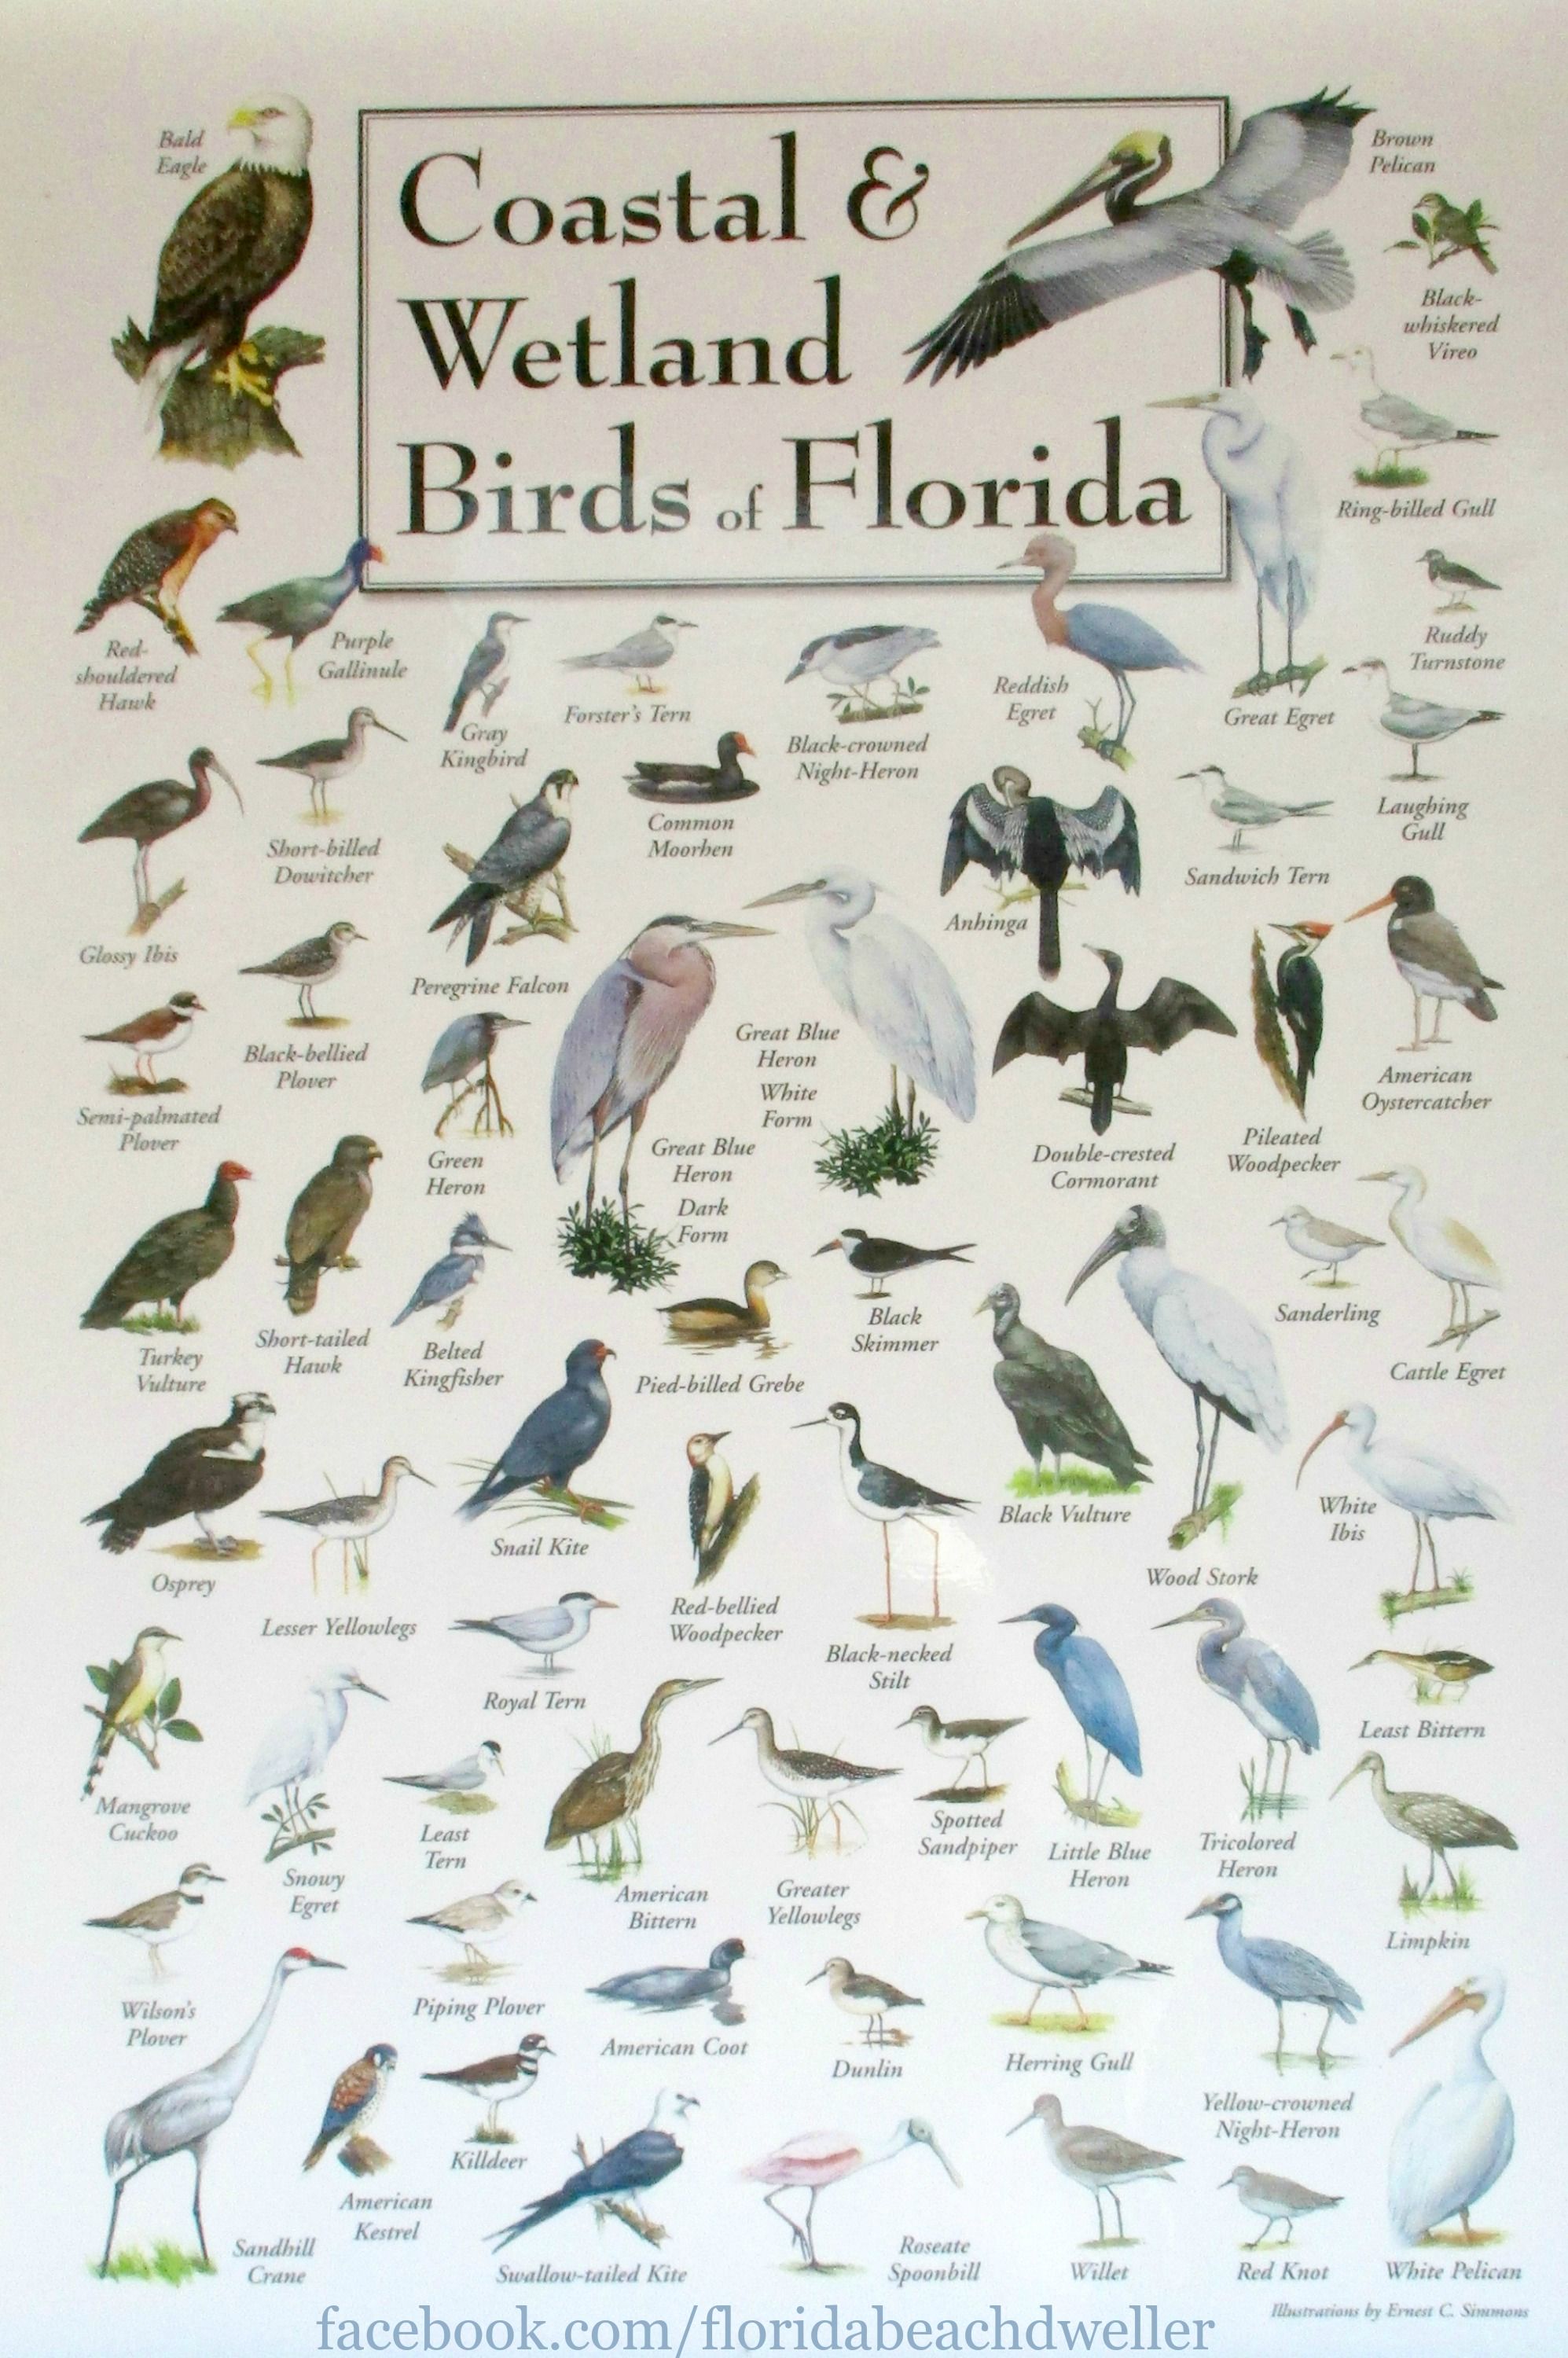 Coastal &
Wetland
Birds of Florida
Bald
Eagle
Brown
Pelican
Black-
whiskered
Vireo
Ring-billed Gull
Red-
shouldered
Hawk
Purple
Gallinule
Gray
Kingbird
Forster's Tern
Black-crowned
Night-Heron
Reddish
Egret
Great Egret
Ruddy
Turnstone
Glossy Ibis
Short-billed
Dowitcher
Peregrine Falcon
Common
Moorhen
Anhinga
Sandwich Tern
Laughing
Gull
Semi-palmated
Plover
Black-bellied
Plover
Green
Heron
Great Blue
Heron
White
Form
Great Blue
Heron
Dark
Form
Double-crested
Cormorant
Pileated
Woodpecker
American
Oystercatcher
Turkey
Vulture
Short-tailed
Hawk
Belted
Kingfisher
Pied-billed Grebe
Black
Skimmer
Sanderling
Cattle Egret
Osprey
Lesser Yellowlegs
Snail Kite
Red-bellied
Woodpecker
Black-necked
Stilt
Black Vulture
Wood Stork
White
Ibis
Mangrove
Cuckoo
Snowy
Egret
Royal Tern
Least
Tern
American
Bittern
Greater
Yellowlegs
Spotted
Sandpiper
Little Blue
Heron
Tricolored
Heron
Least Bittern
Limpkin
Wilson's
Plover
Piping Plover
American Coot
Dunlin
Herring Gull
Yellow-crowned
Night-Heron
Sandhill
Crane
American
Kestrel
Killdeer
Swallow-tailed Kite
Roseate
Spoonbill
Willet
Red Knot
White Pelican
Illustrations by Ernest C. Simmons
facebook.com/floridabeachdweller